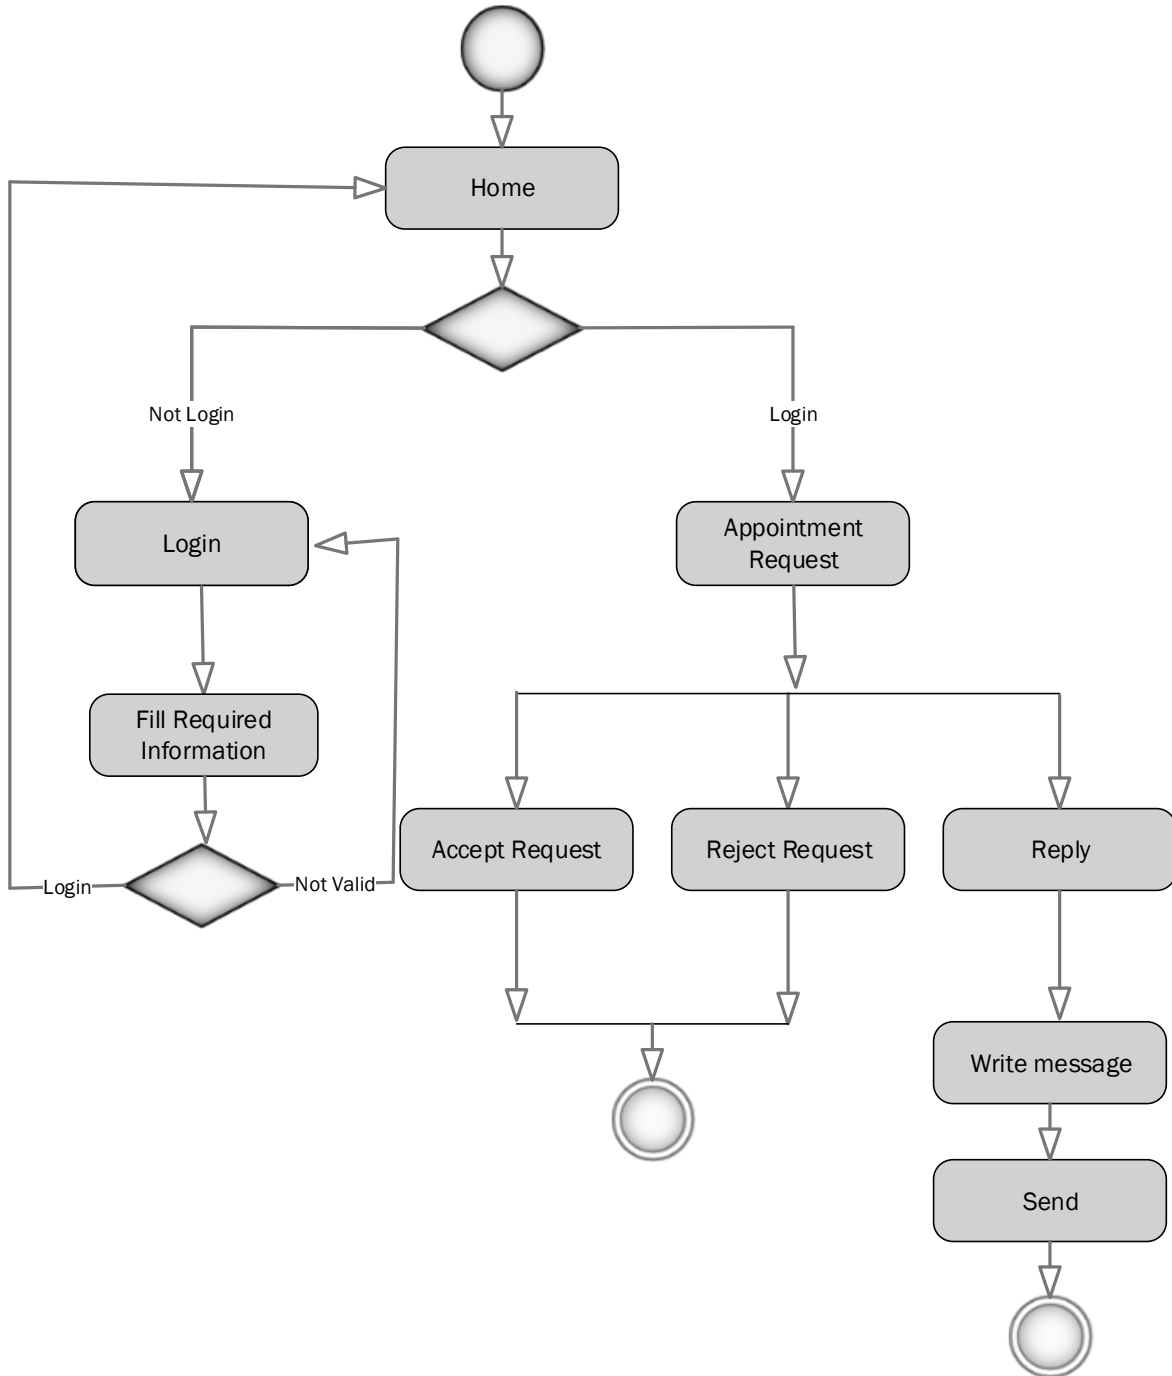 Home
Not Login
Login
Login
Appointment
Request
Fill Required
Information
Login
Not Valid
Accept Request
Reject Request
Reply
Write message
Send